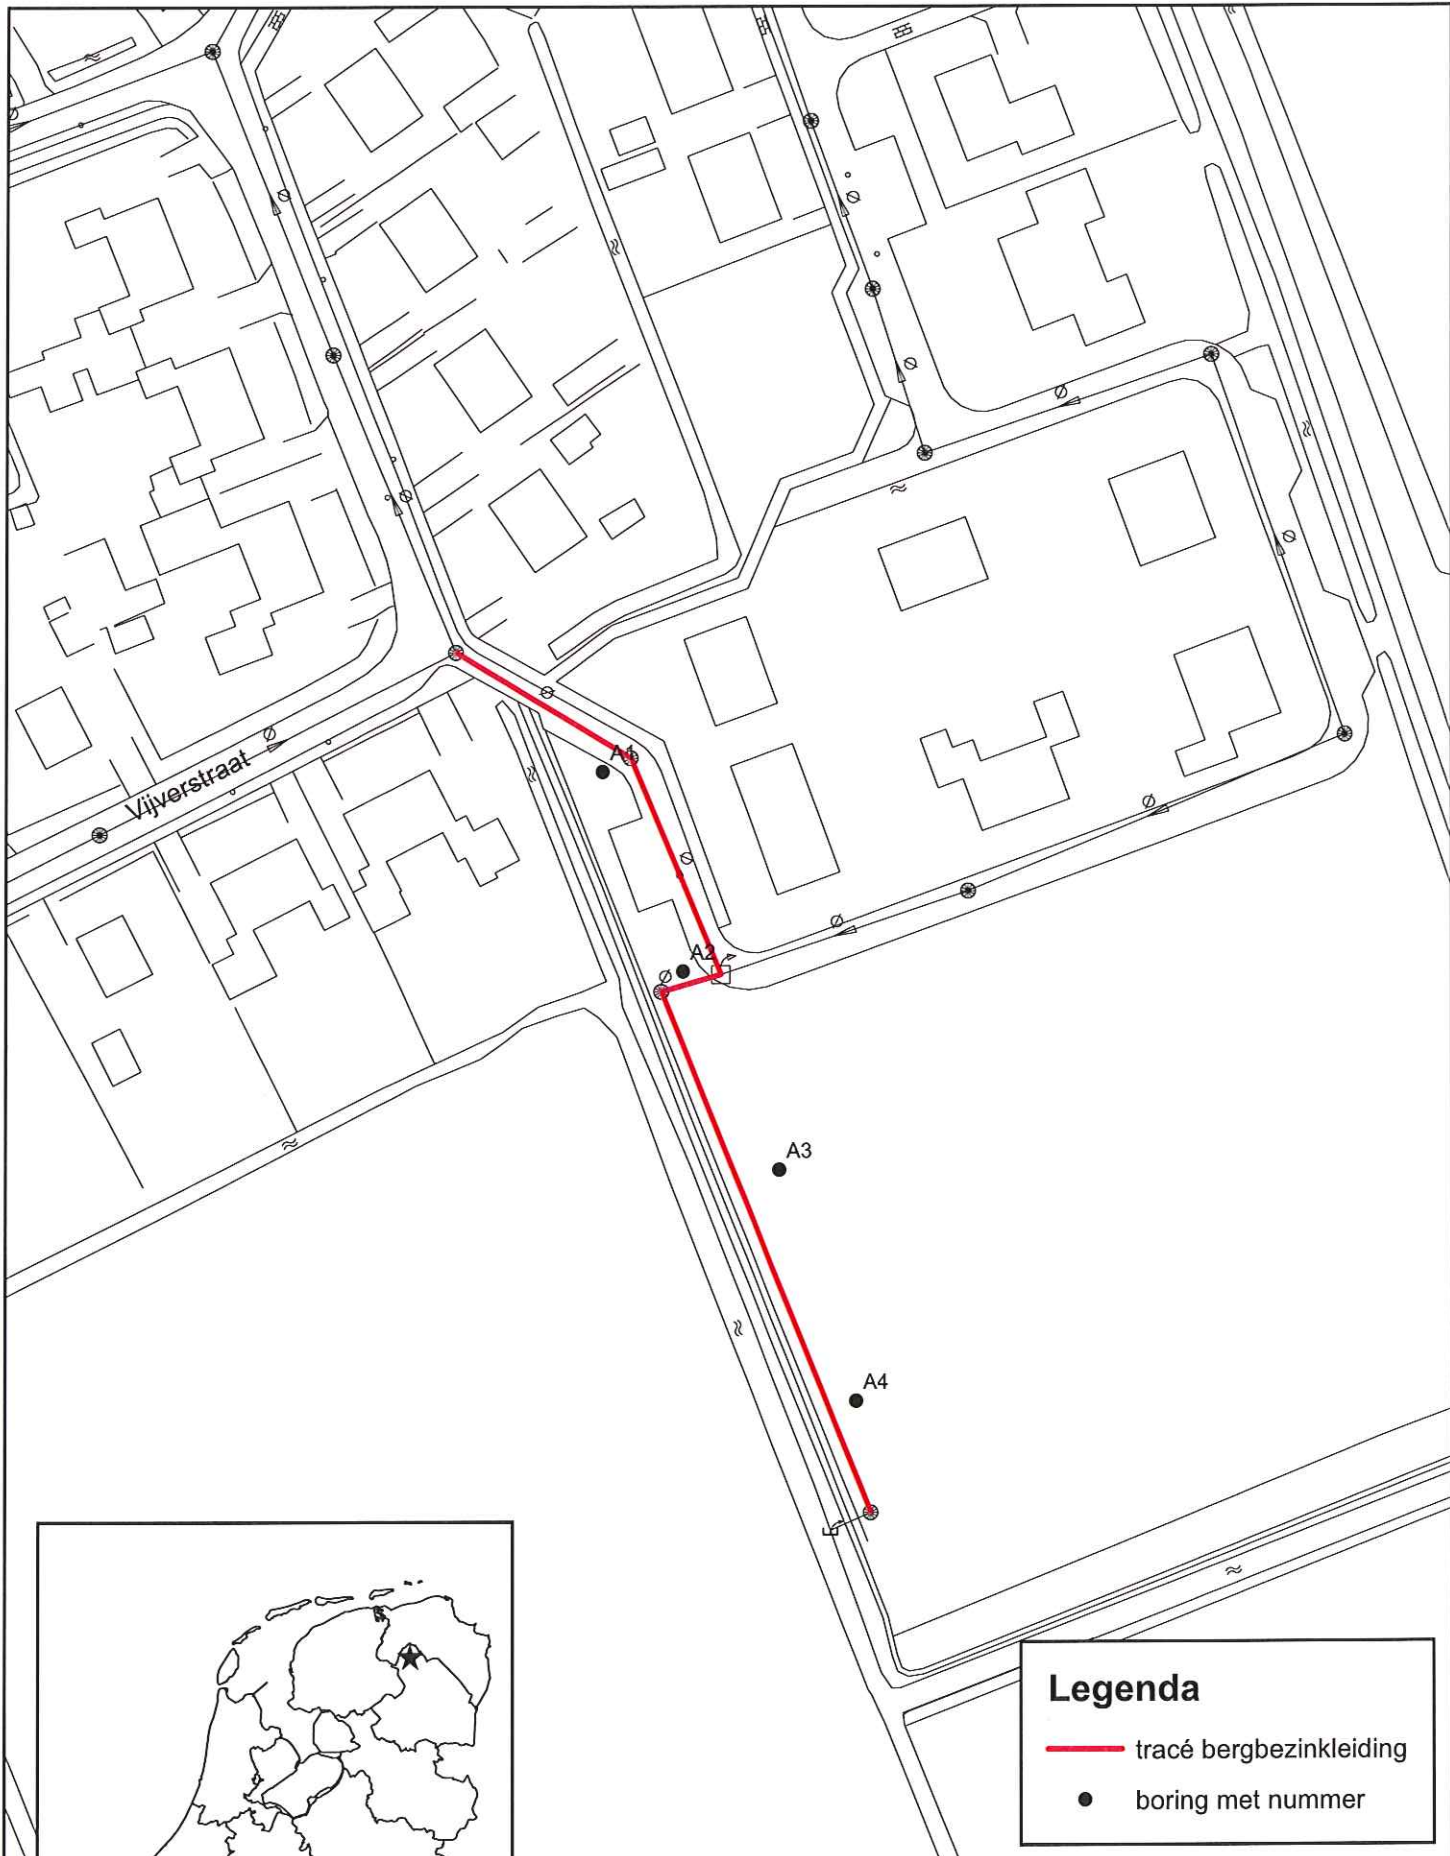 Vijverstraat
A1
A2
A3
A4
E
Legenda
tracé bergbezinkleiding
boring met nummer